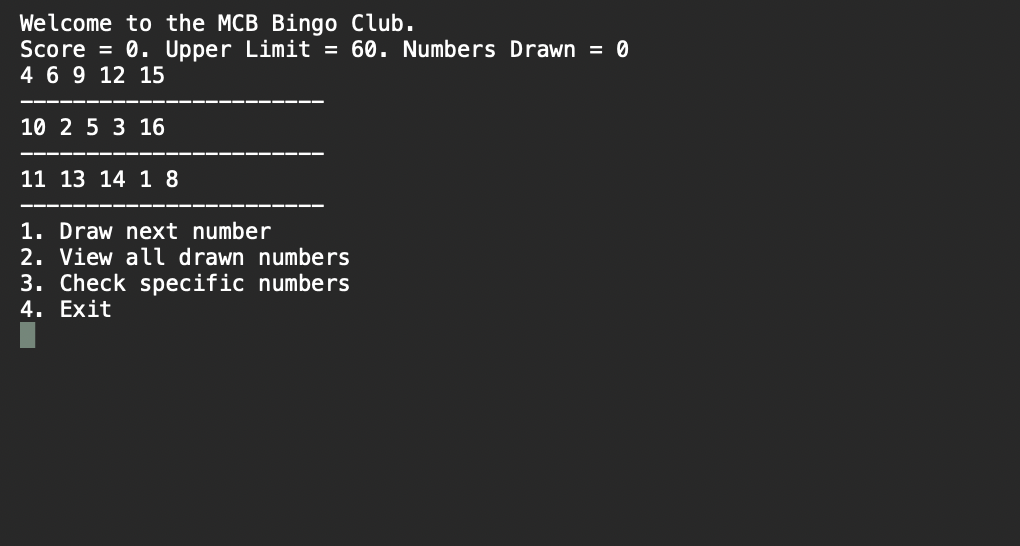 Welcome to the MCB Bingo Club.
Score = 0. Upper Limit = 60. Numbers Drawn = 0
4 6 9 12 15
-----------------------
10 2 5 3 16
-----------------------
11 13 14 1 8
-----------------------
1. Draw next number
2. View all drawn numbers
3. Check specific numbers
4. Exit